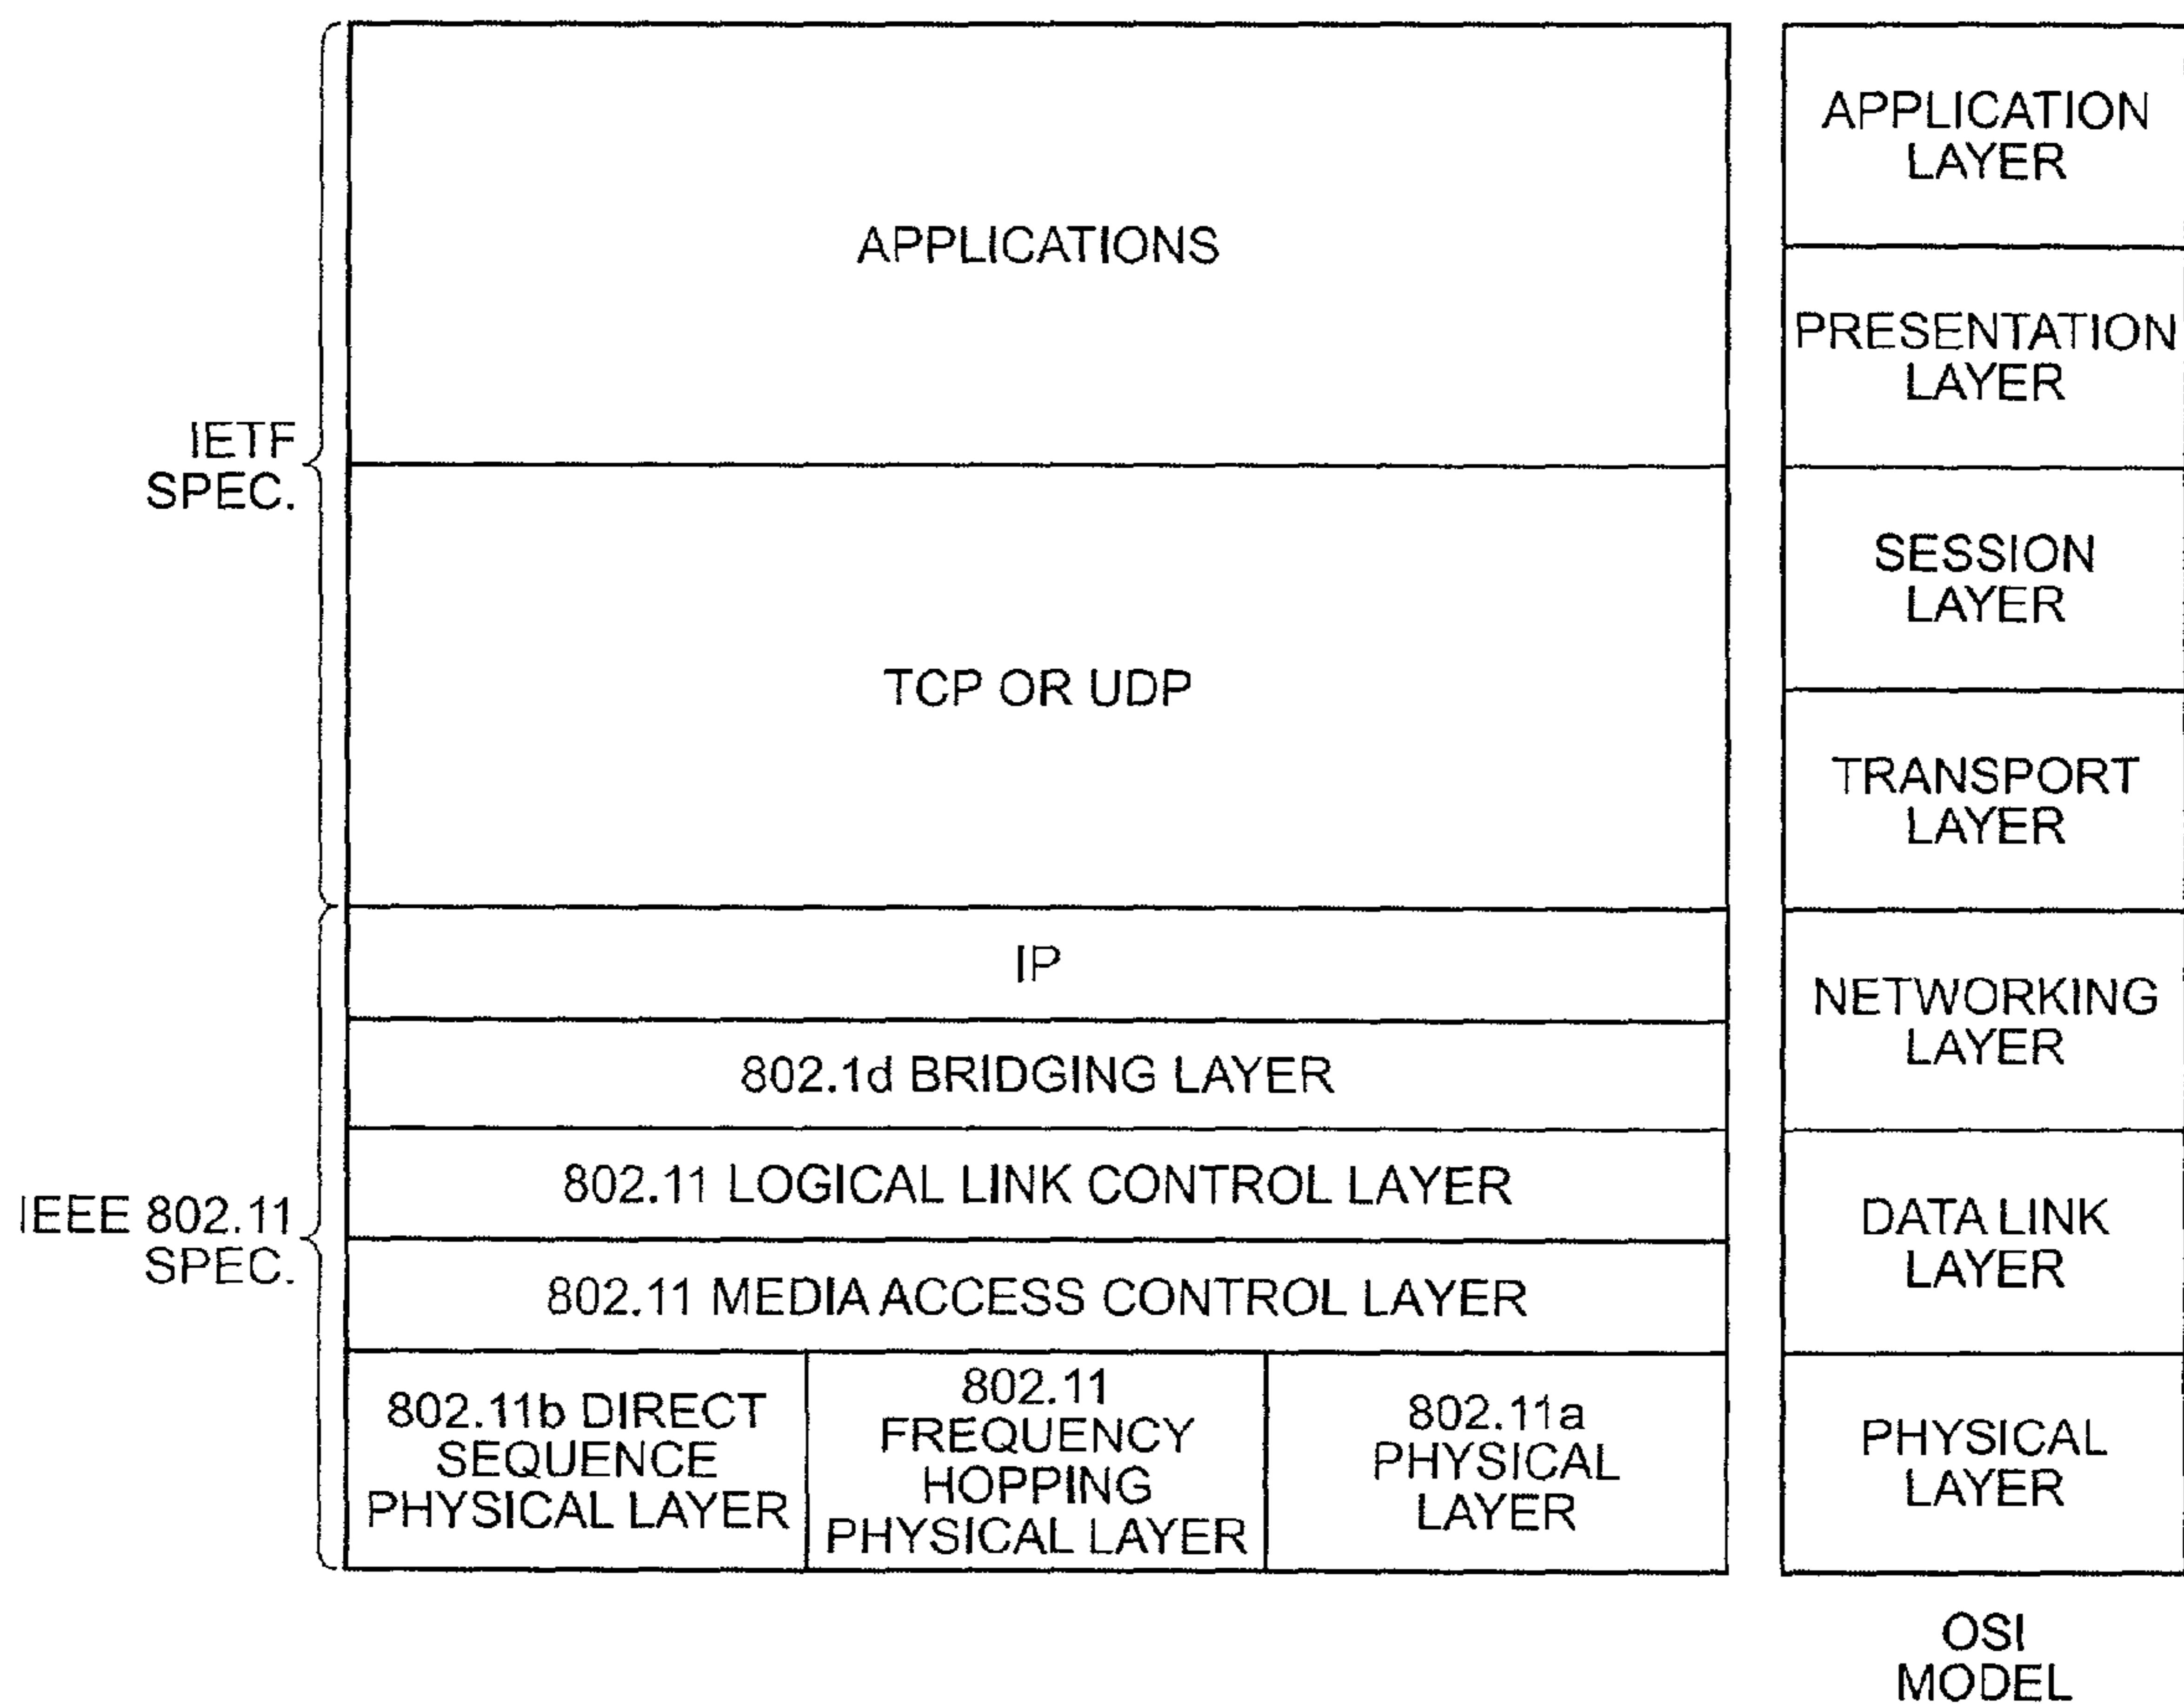 APPLICATIONS
TCP OR UDP
IP
802.1d BRIDGING LAYER
802.11 LOGICAL LINK CONTROL LAYER
802.11 MEDIA ACCESS CONTROL LAYER
802.11b DIRECT
SEQUENCE
PHYSICAL LAYER
802.11
FREQUENCY
HOPPING
PHYSICAL LAYER
802.11a
PHYSICAL
LAYER
IETF
SPEC.
IEEE 802.11
SPEC.
APPLICATION
LAYER
PRESENTATION
LAYER
SESSION
LAYER
TRANSPORT
LAYER
NETWORKING
LAYER
DATA LINK
LAYER
PHYSICAL
LAYER
OSI
MODEL